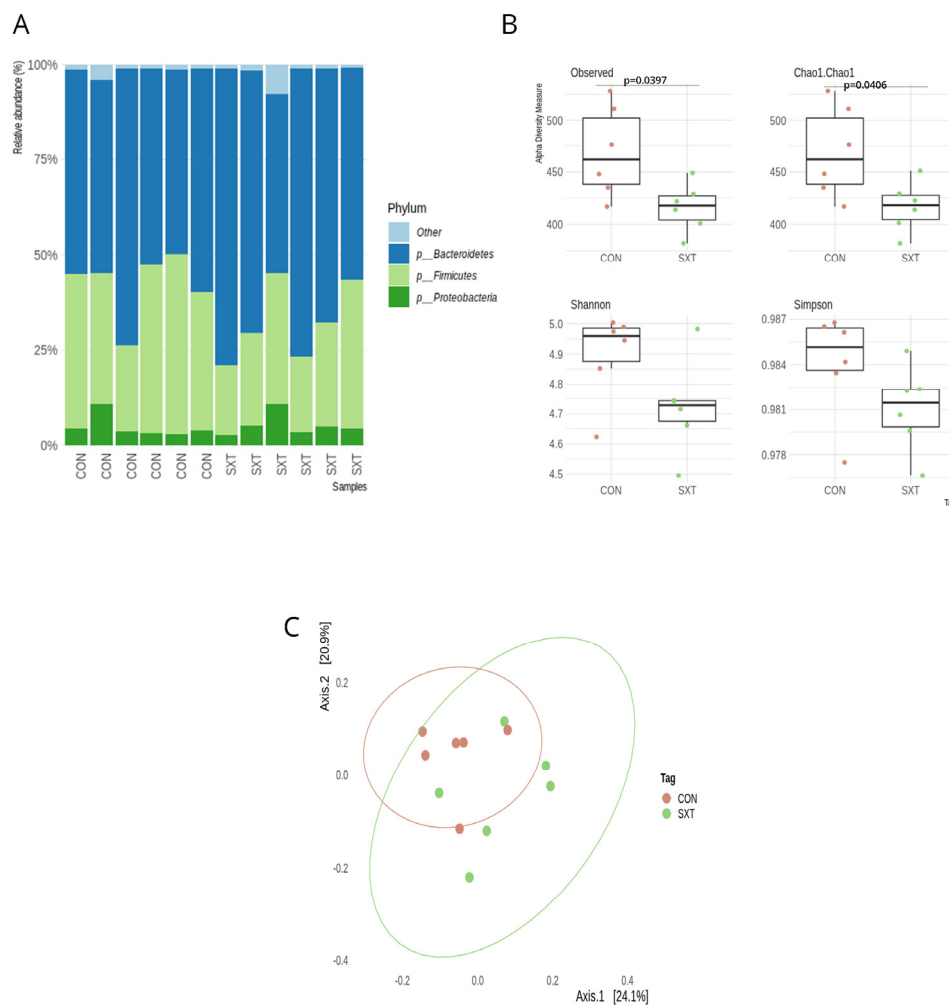 A
100%
75%
50%
25%
0%
Relative abundance (%)
CON CON CON CON CON CON SXT SXT SXT SXT SXT SXT
Samples
Phylum
Other
p__Bacteroidetes
p__Firmicutes
p__Proteobacteria
B
Alpha Diversity Measure
Observed
p=0.0397
500
450
400
CON SXT
Chao1.Chao1
p=0.0406
500
450
400
CON SXT
Shannon
5.0
4.9
4.8
4.7
4.6
4.5
CON SXT
Simpson
0.987
0.984
0.981
0.978
CON SXT
C
Axis.2 [20.9%]
0.2
0.0
-0.2
-0.4
-0.2 0.0 0.2 0.4
Axis.1 [24.1%]
Tag
CON
SXT